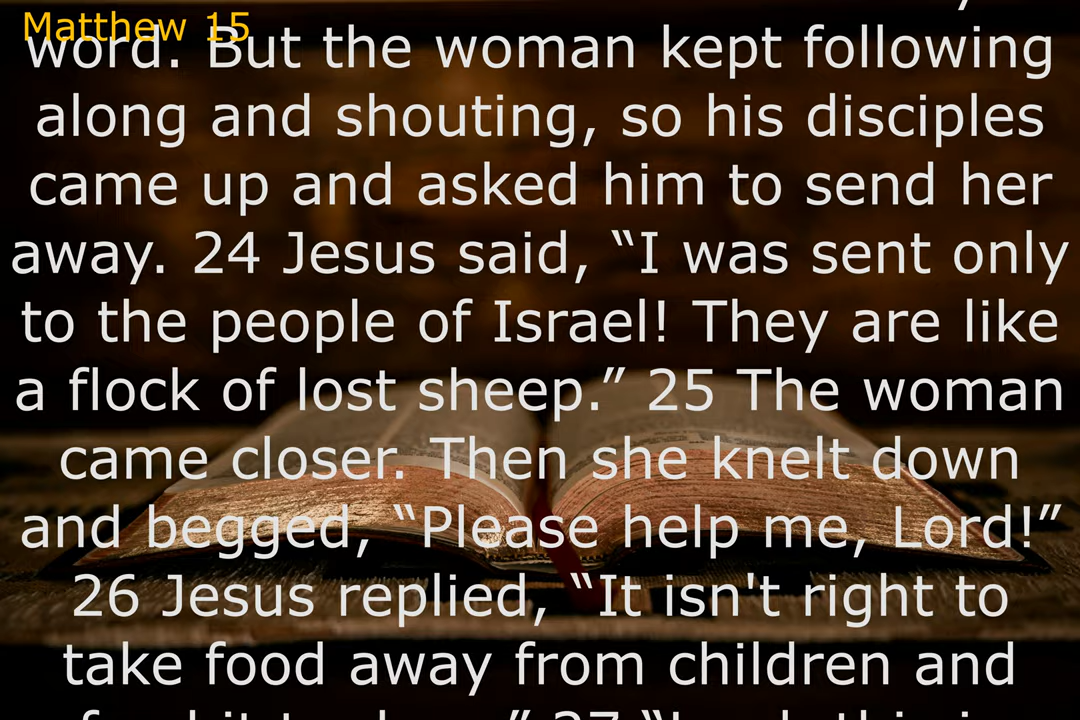 Matthew 15
word. But the woman kept following
along and shouting, so his disciples
came up and asked him to send her
away. 24 Jesus said, “I was sent only
to the people of Israel! They are like
a flock of lost sheep.” 25 The woman
came closer. Then she knelt down
and begged, “Please help me, Lord!”
26 Jesus replied, “It isn't right to
take food away from children and